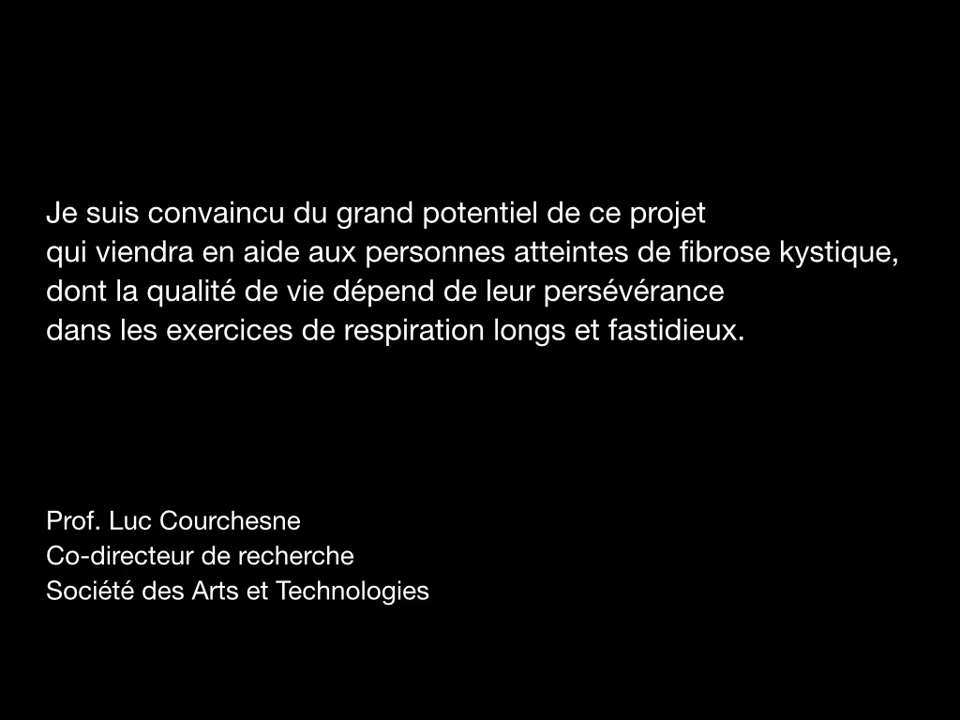 Je suis convaincu du grand potentiel de ce projet
qui viendra en aide aux personnes atteintes de fibrose kystique,
dont la qualité de vie dépend de leur persévérance
dans les exercices de respiration longs et fastidieux.
Prof. Luc Courchesne
Co-directeur de recherche
Société des Arts et Technologies